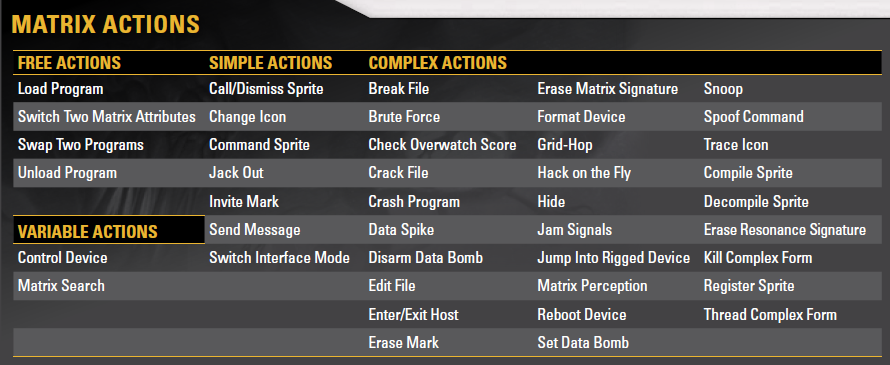 MATRIX ACTIONS
FREE ACTIONS SIMPLE ACTIONS COMPLEX ACTIONS
Load Program Call/Dismiss Sprite Break File Erase Matrix Signature Snoop
Switch Two Matrix Attributes Change Icon Brute Force Format Device Spoof Command
Swap Two Programs Command Sprite Check Overwatch Score Grid-Hop Trace Icon
Unload Program Jack Out Crack File Hack on the Fly Compile Sprite
Invite Mark Crash Program Hide Decompile Sprite
VARIABLE ACTIONS Send Message Data Spike Jam Signals Erase Resonance Signature
Control Device Switch Interface Mode Disarm Data Bomb Jump Into Rigged Device Kill Complex Form
Matrix Search Edit File Matrix Perception Register Sprite
Enter/Exit Host Reboot Device Thread Complex Form
Erase Mark Set Data Bomb